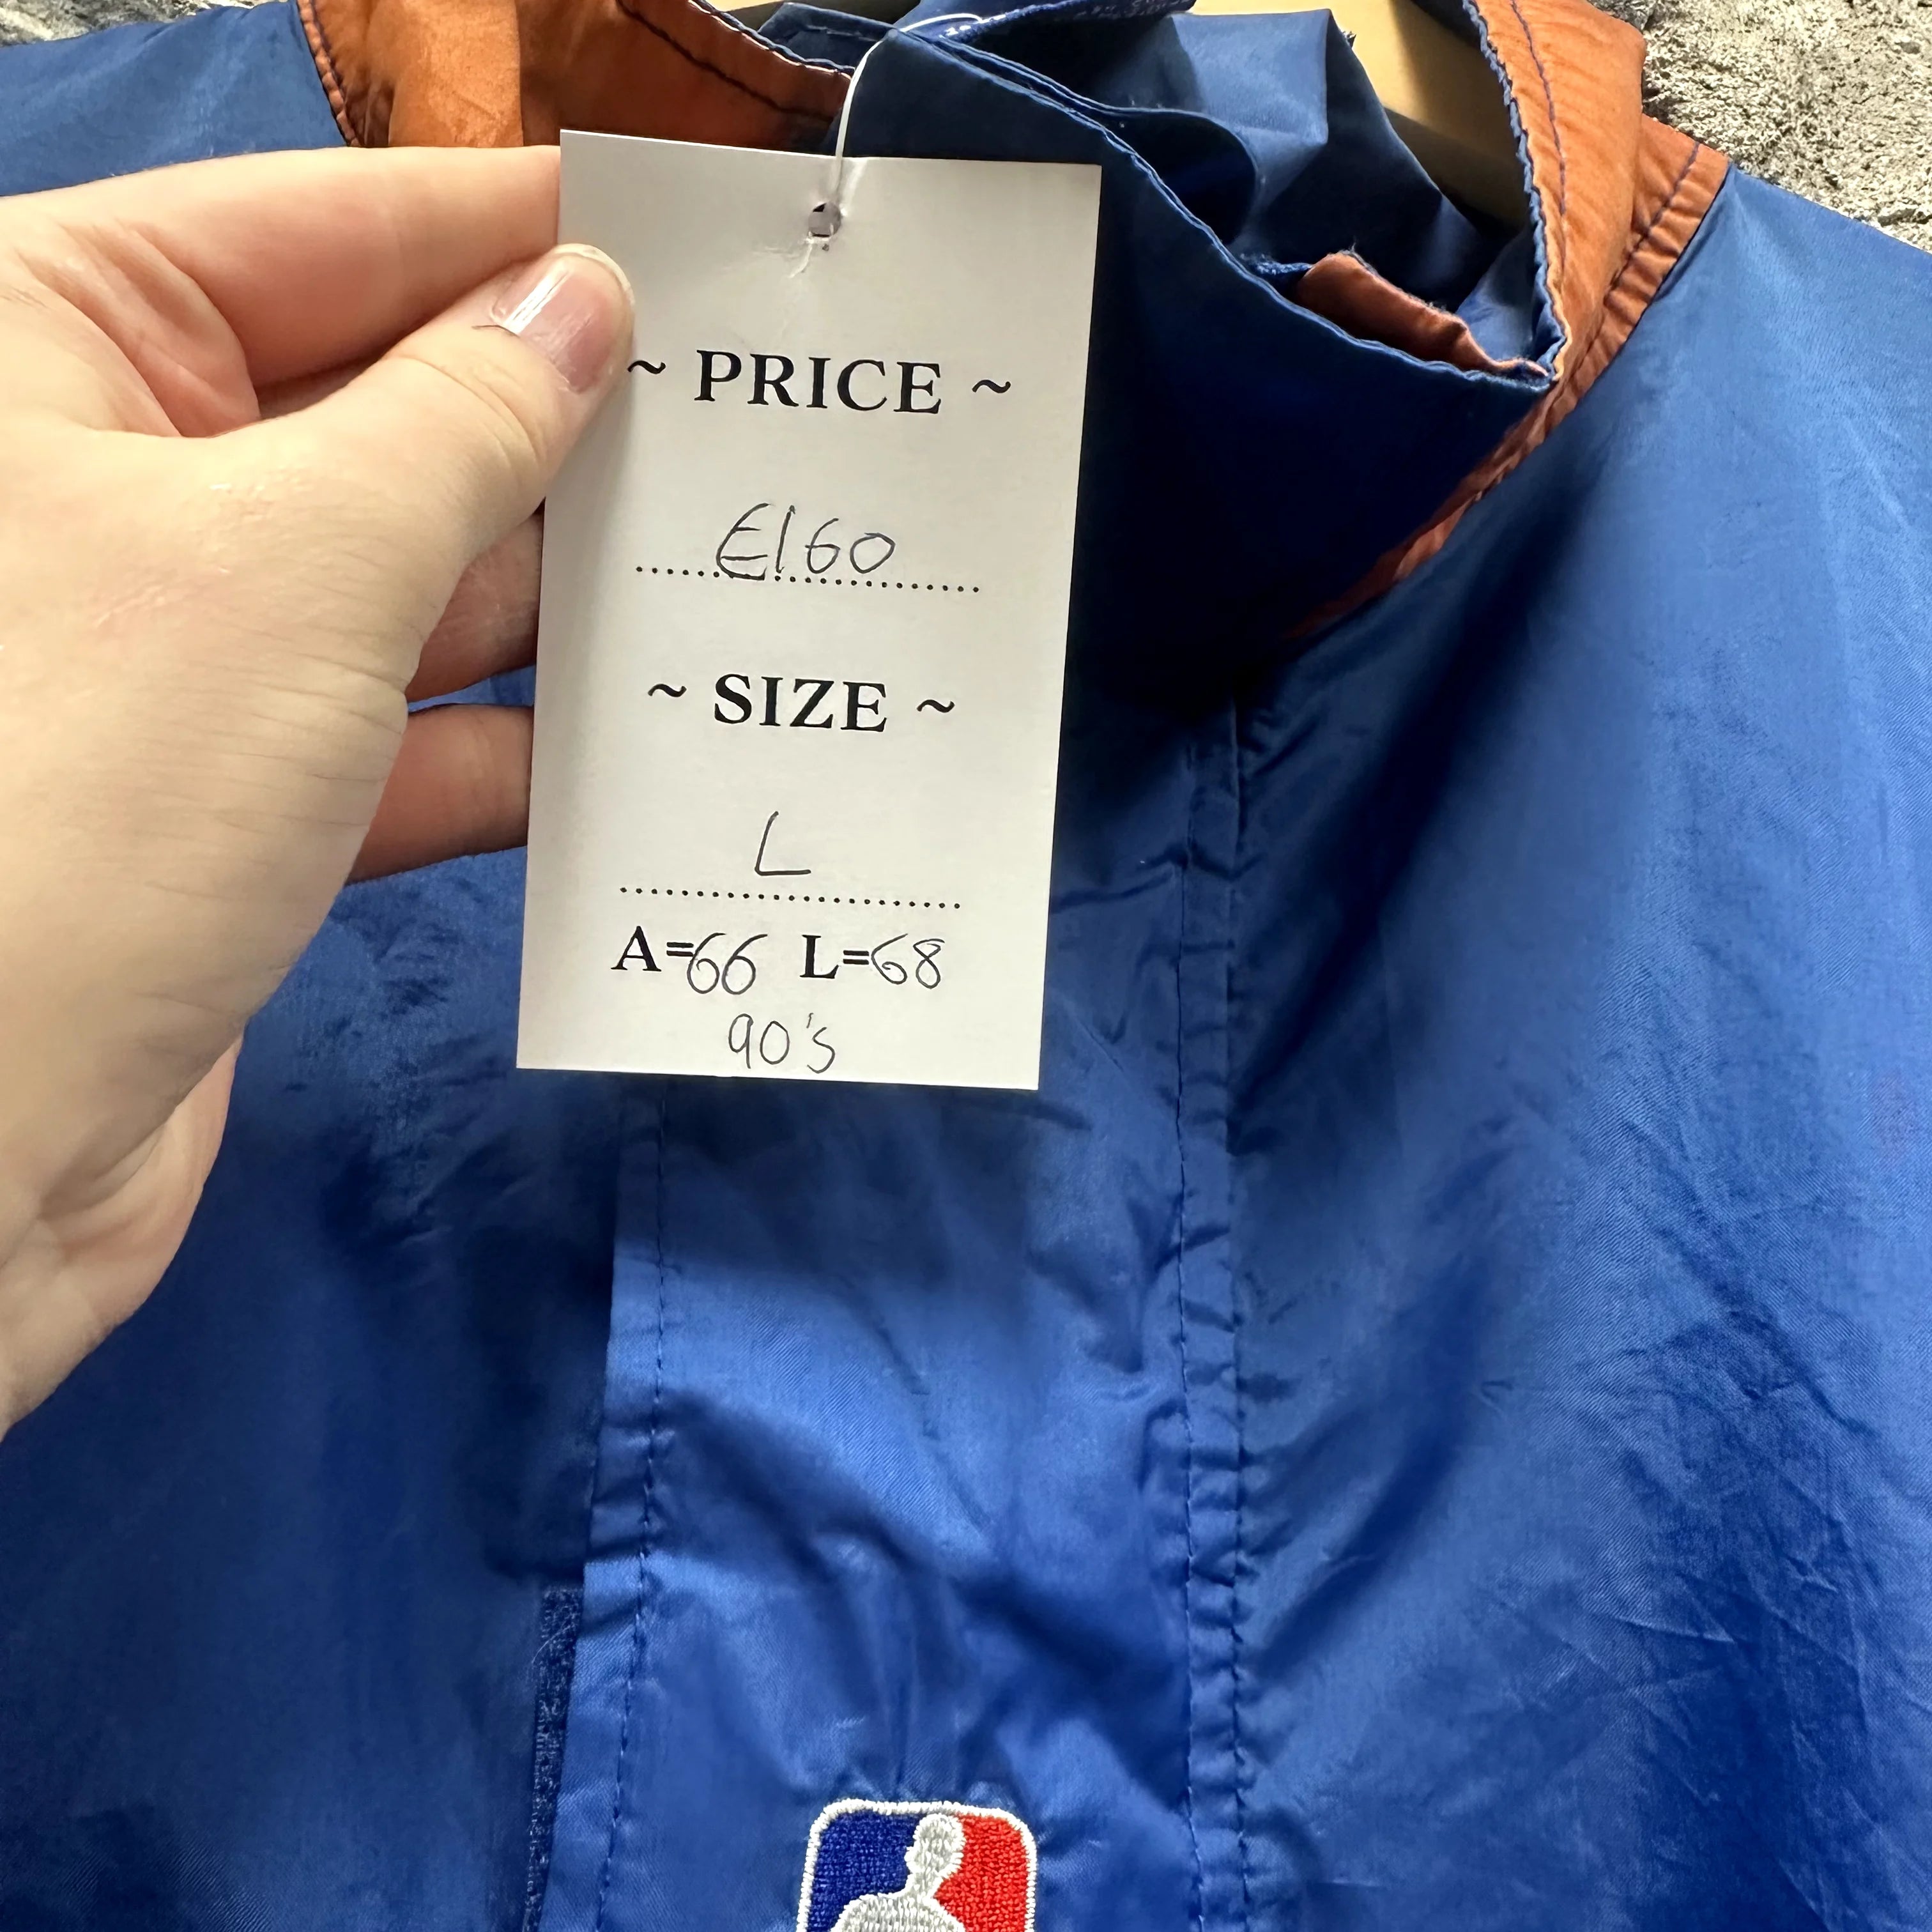 ~ PRICE ~
£160
~ SIZE ~
L
A=66 L=68
90's